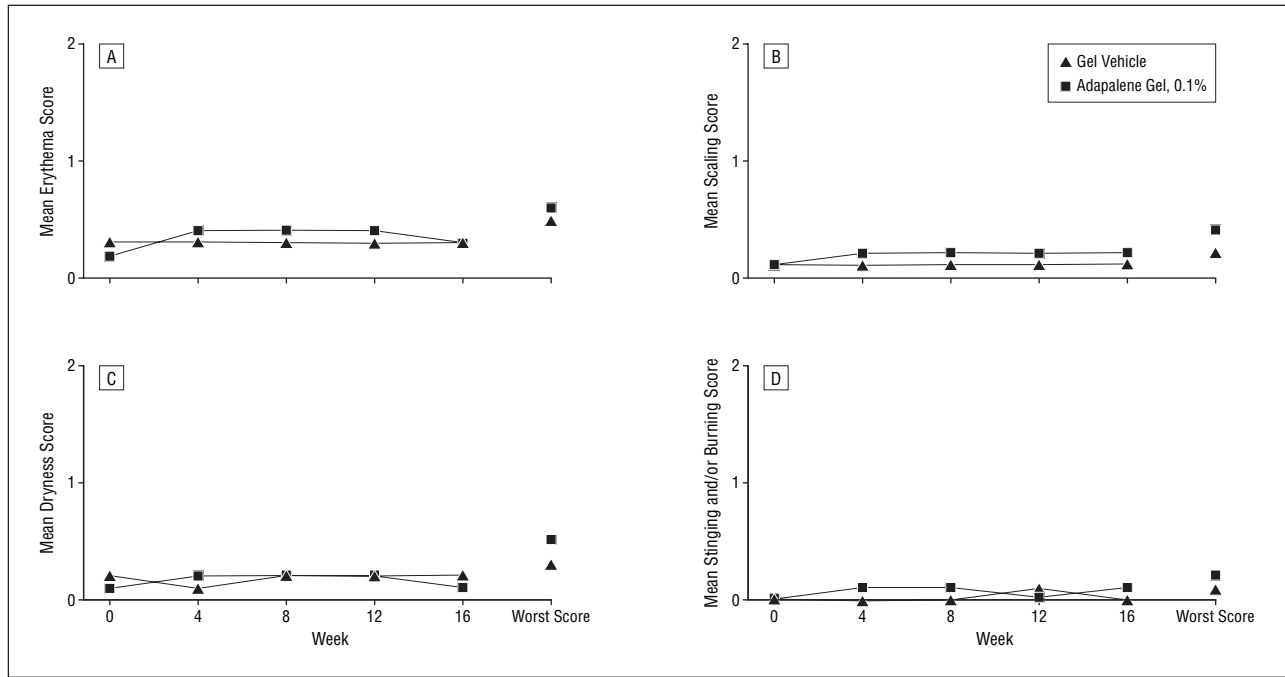 A
Mean Erythema Score
2
1
0
B
Mean Scaling Score
2
1
0
Gel Vehicle
Adapalene Gel, 0.1%
C
Mean Dryness Score
2
1
0
0 4 8 12 16 Worst Score
Week
D
Mean Stinging and/or Burning Score
2
1
0
0 4 8 12 16 Worst Score
Week